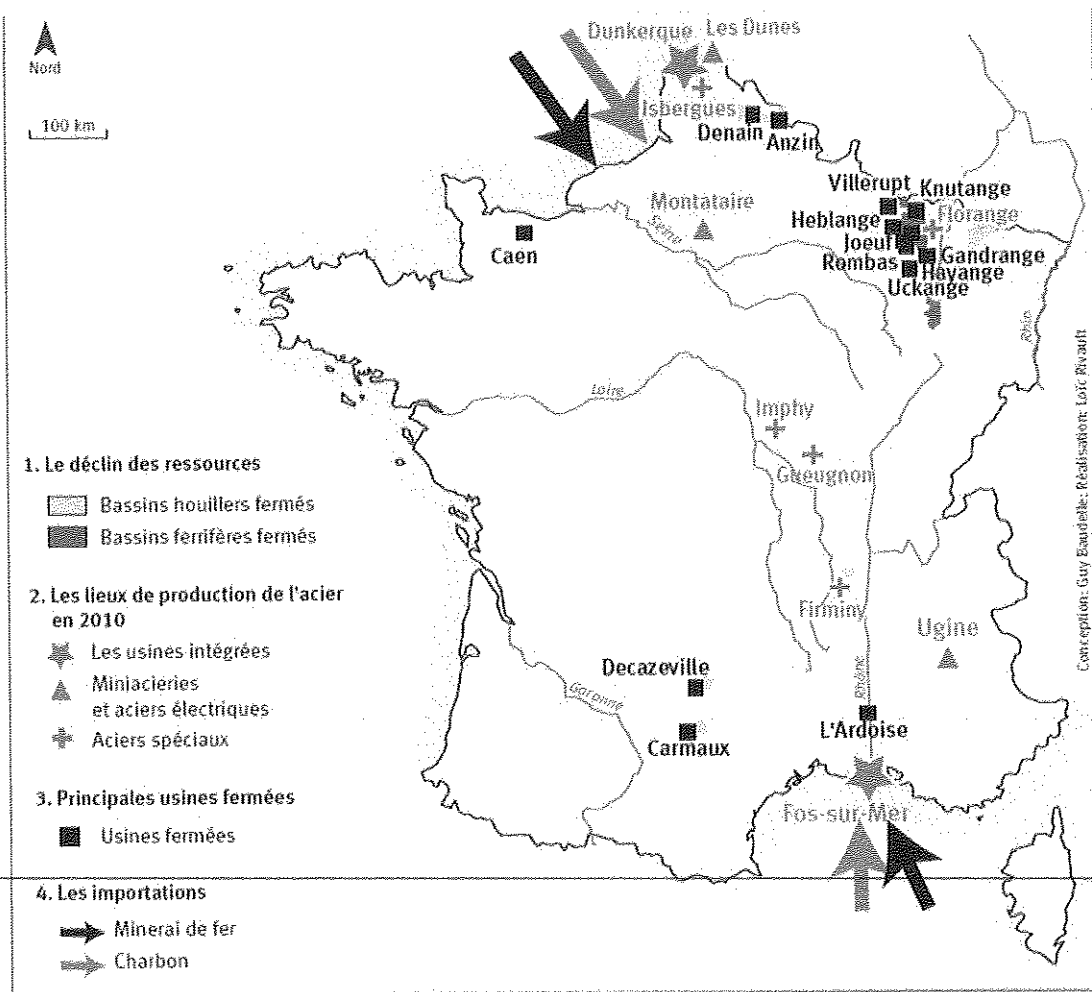 Nord
100 km
Dunkerque
Les Dunes
Isbergues
Denain
Anzin
Villerupt
Knutange
Heblange
Florange
Joeuf
Gandrange
Rombas
Hayange
Uckange
Montataire
Seine
Caen
Rhin
Loire
Imphy
Gueugnon
Firminy
Ugine
Decazeville
Rhône
Garonne
L'Ardoise
Carmaux
Fos-sur-Mer
1. Le déclin des ressources
Bassins houillers fermés
Bassins ferrifères fermés
2. Les lieux de production de l'acier
en 2010
Les usines intégrées
Miniaciéries
et aciers électriques
Aciers spéciaux
3. Principales usines fermées
Usines fermées
4. Les importations
Minerai de fer
Charbon
Conception: Guy Baudelle; Réalisation: Loïc Rivault